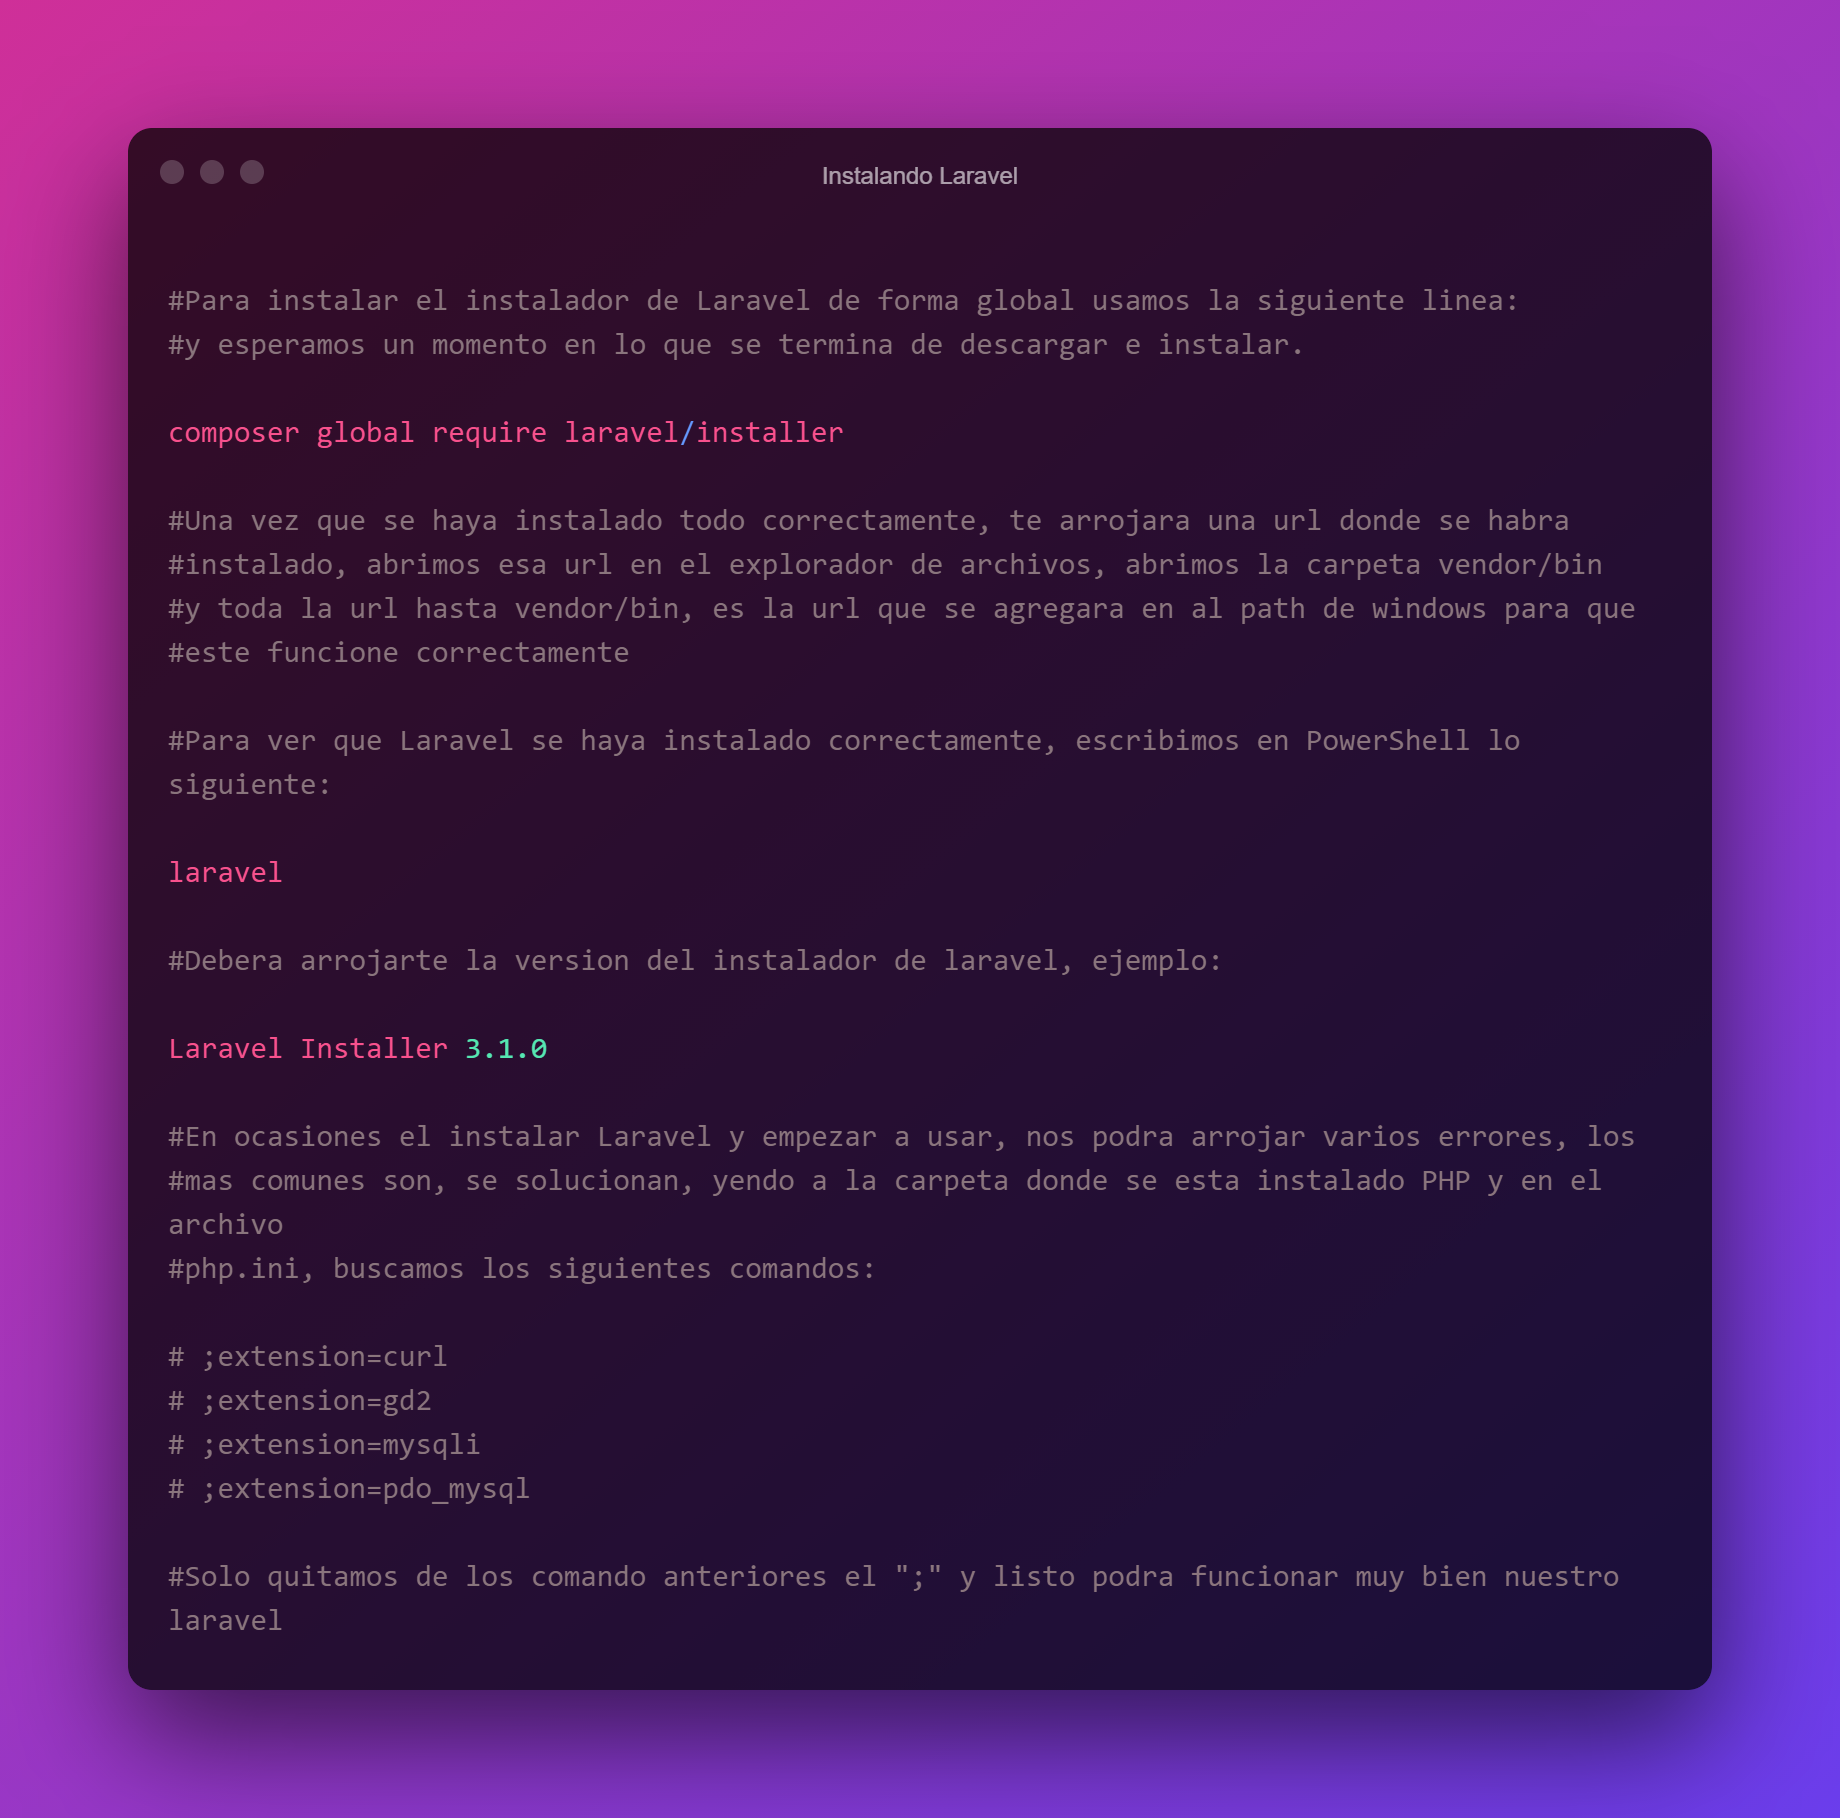 Instalando Laravel
#Para instalar el instalador de Laravel de forma global usamos la siguiente linea:
#y esperamos un momento en lo que se termina de descargar e instalar.
composer global require laravel/installer
#Una vez que se haya instalado todo correctamente, te arrojara una url donde se habra
#instalado, abrimos esa url en el explorador de archivos, abrimos la carpeta vendor/bin
#y toda la url hasta vendor/bin, es la url que se agregara en al path de windows para que
#este funcione correctamente
#Para ver que Laravel se haya instalado correctamente, escribimos en PowerShell lo
siguiente:
laravel
#Debera arrojarte la version del instalador de laravel, ejemplo:
Laravel Installer 3.1.0
#En ocasiones el instalar Laravel y empezar a usar, nos podra arrojar varios errores, los
#mas comunes son, se solucionan, yendo a la carpeta donde se esta instalado PHP y en el
archivo
#php.ini, buscamos los siguientes comandos:
# ;extension=curl
# ;extension=gd2
# ;extension=mysqli
# ;extension=pdo_mysql
#Solo quitamos de los comando anteriores el ";" y listo podra funcionar muy bien nuestro
laravel